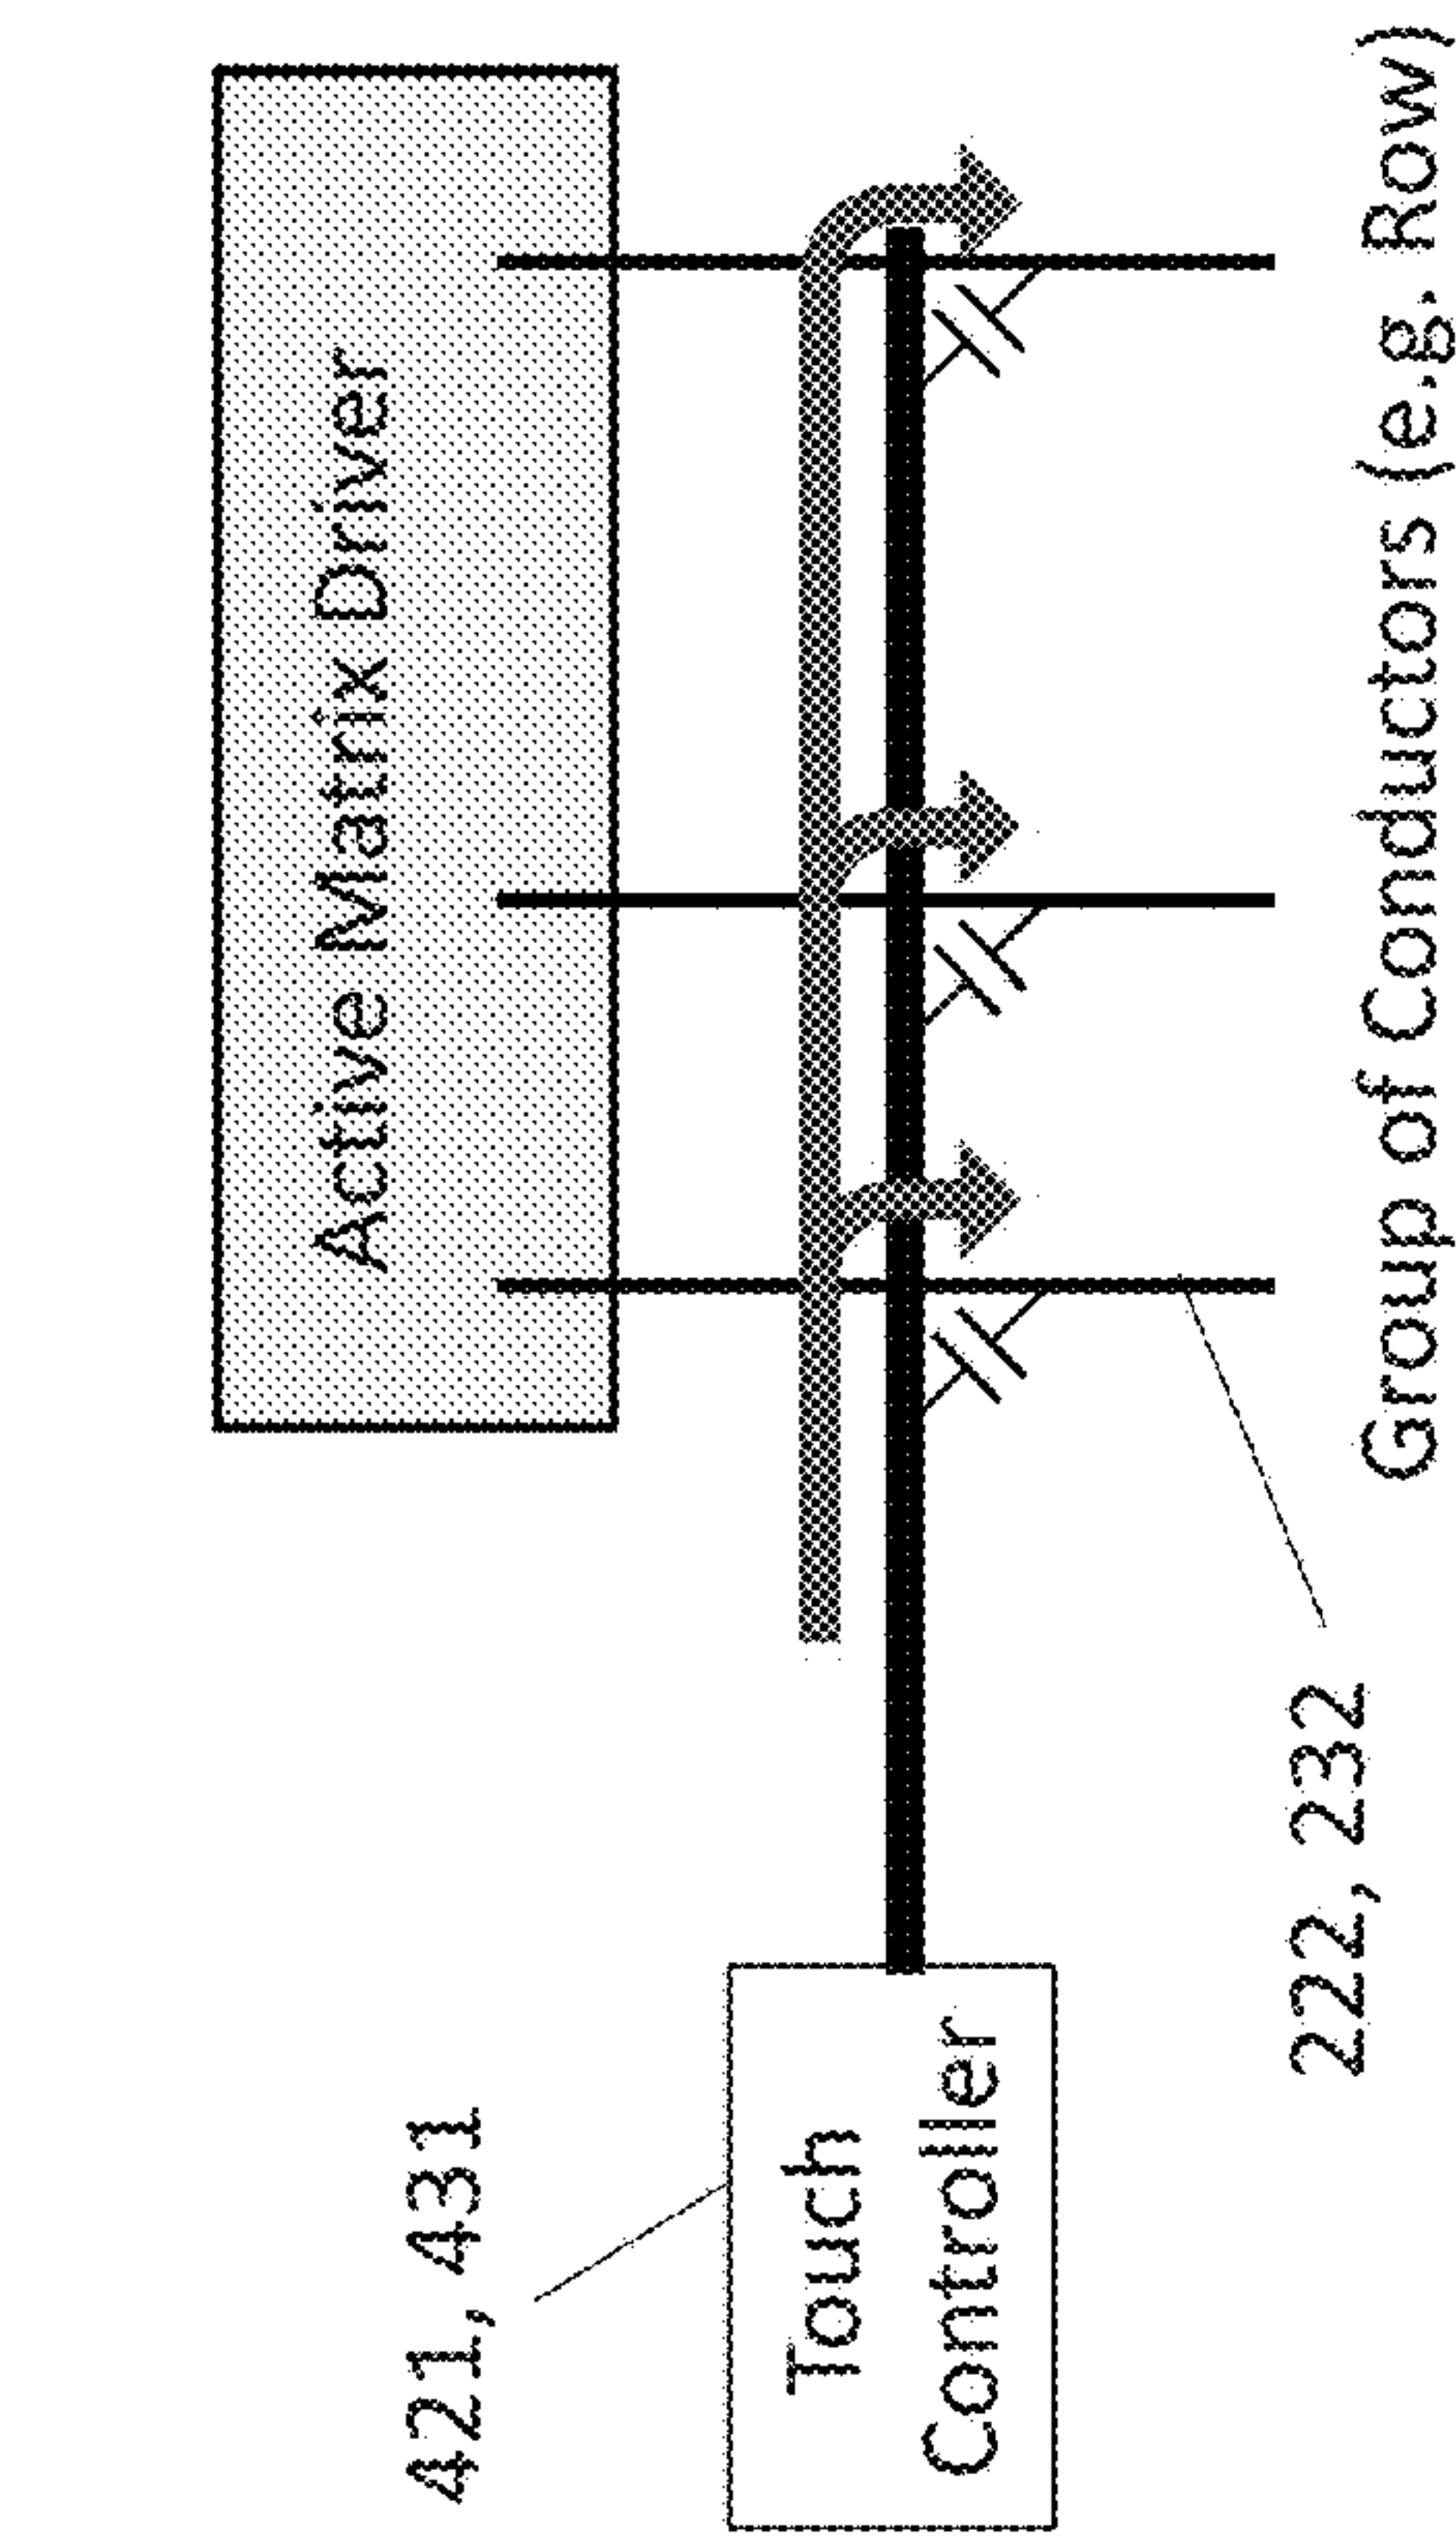 Active Matrix Driver
421, 431
Touch
Controller
222, 232
Group of Conductors (e.g. Row)